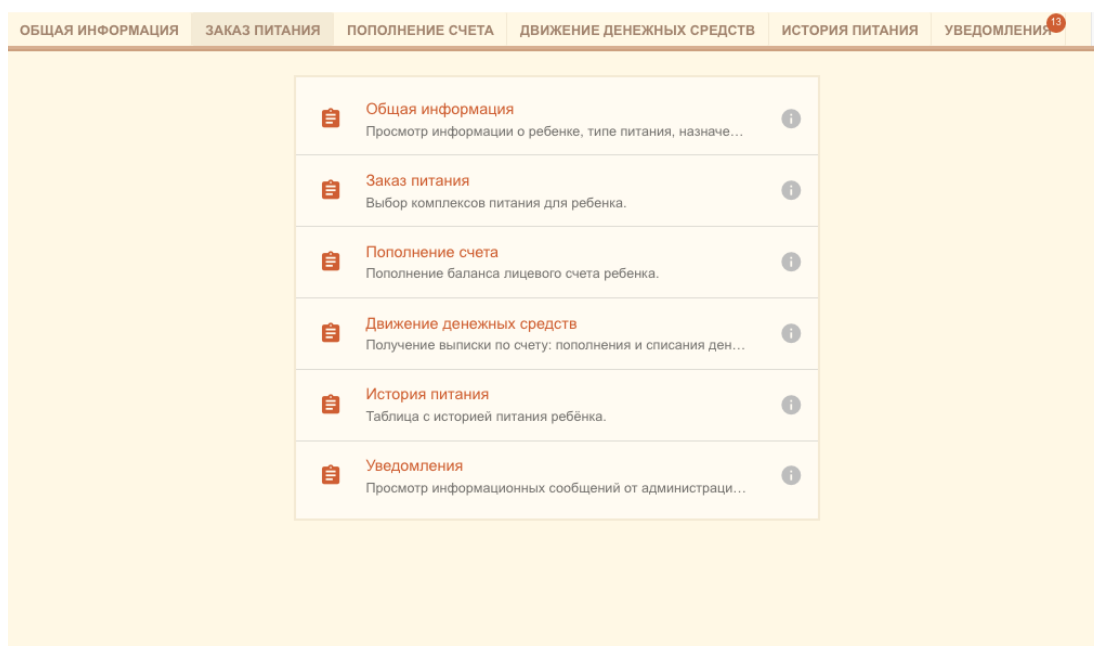 ОБЩАЯ ИНФОРМАЦИЯ ЗАКАЗ ПИТАНИЯ ПОПОЛНЕНИЕ СЧЕТА ДВИЖЕНИЕ ДЕНЕЖНЫХ СРЕДСТВ ИСТОРИЯ ПИТАНИЯ УВЕДОМЛЕНИЯ 13
Общая информация
Просмотр информации о ребенке, типе питания, назначе…
Заказ питания
Выбор комплексов питания для ребенка.
Пополнение счета
Пополнение баланса лицевого счета ребенка.
Движение денежных средств
Получение выписки по счету: пополнения и списания ден…
История питания
Таблица с историей питания ребёнка.
Уведомления
Просмотр информационных сообщений от администраци…